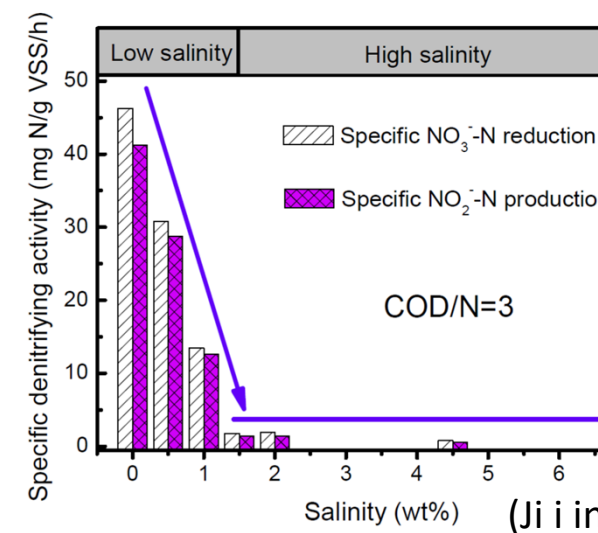 Low salinity
High salinity
Specific denitrifying activity (mg N/g VSS/h)
50
40
30
20
10
0
Specific NO₃⁻-N reduction
Specific NO₂⁻-N productio
COD/N=3
0 1 2 3 4 5 6
Salinity (wt%)
(Ji i in